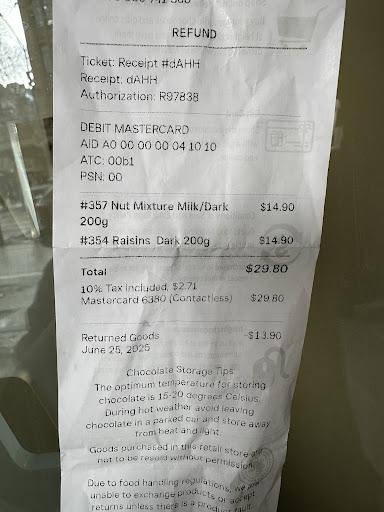 REFUND
Ticket: Receipt #dAHH
Receipt: dAHH
Authorization: R97838
DEBIT MASTERCARD
AID A0 00 00 00 04 10 10
ATC: 00b1
PSN: 00
#357 Nut Mixture Milk/Dark $14.90
200g
#354 Raisins Dark 200g $14.90
Total $29.80
10% Tax included, $2.71
Mastercard 6380 (Contactless) $29.80
Returned Goods -$13.90
June 25, 2025
Chocolate Storage Tips:
The optimum temperature for storing
chocolate is 15-20 degrees Celsius.
During hot weather avoid leaving
chocolate in a parked car and store away
from heat and light.
Goods purchased in this retail store are
not to be resold without permission.
Due to food handling regulations, we are
unable to exchange products or accept
returns unless there is a product fault.